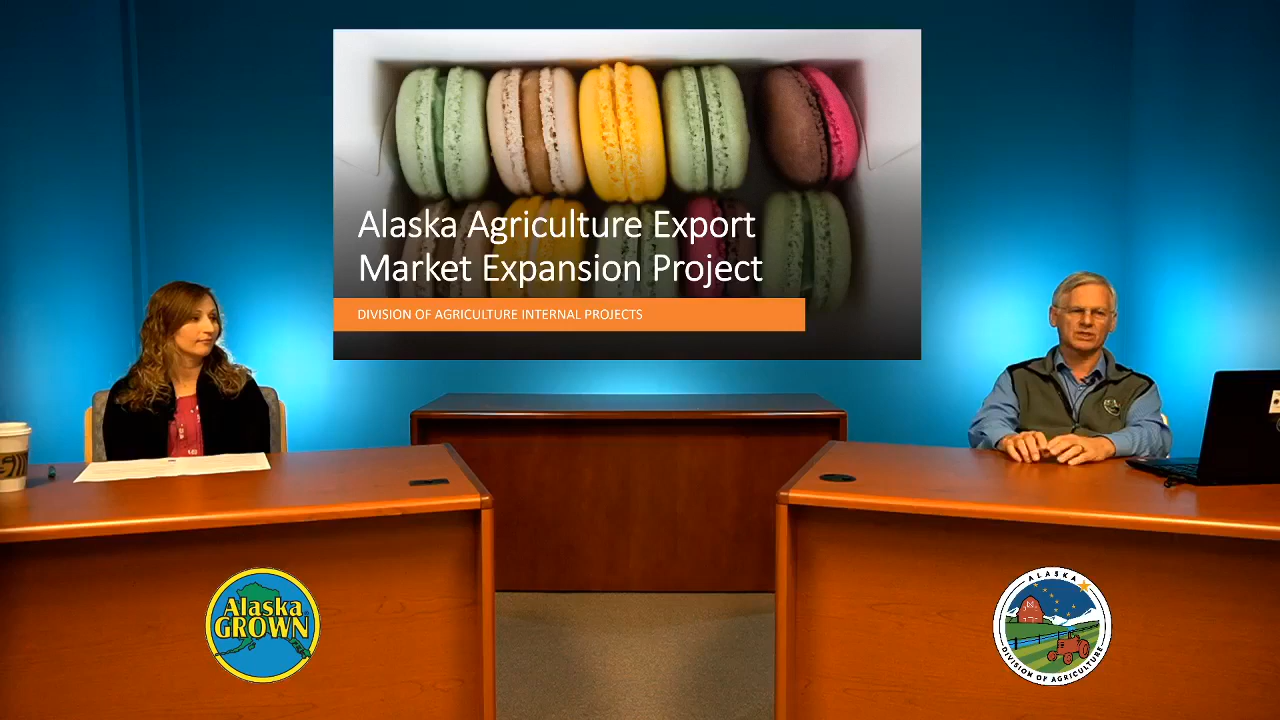 Alaska Agriculture Export
Market Expansion Project
DIVISION OF AGRICULTURE INTERNAL PROJECTS
Alaska
GROWN
ALASKA
DIVISION OF AGRICULTURE